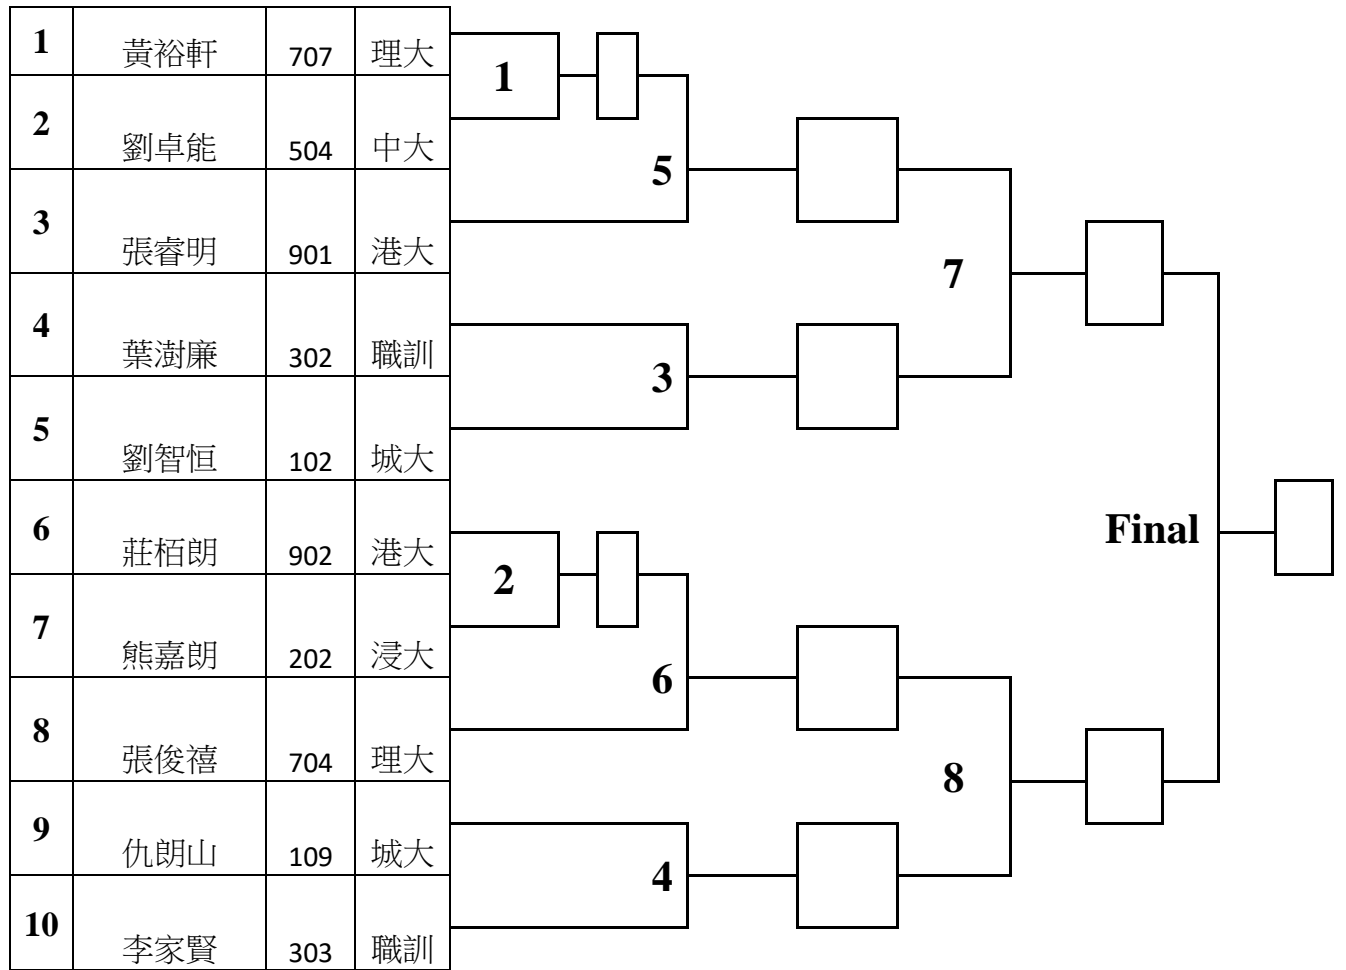 1 黃裕軒 707 理大
2 劉卓能 504 中大
3 張睿明 901 港大
4 葉澍廉 302 職訓
5 劉智恒 102 城大
6 莊栢朗 902 港大
7 熊嘉朗 202 浸大
8 張俊禧 704 理大
9 仇朗山 109 城大
10 李家賢 303 職訓
1
5
7
3
Final
2
6
8
4